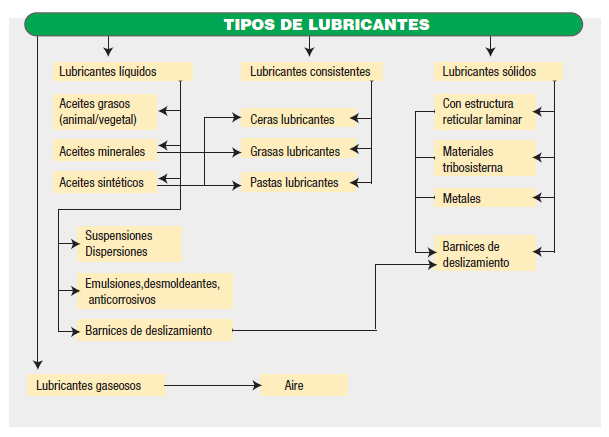 TIPOS DE LUBRICANTES
Lubricantes líquidos
Aceites grasos
(animal/vegetal)
Aceites minerales
Aceites sintéticos
Suspensiones
Dispersiones
Emulsiones,desmoldeantes,
anticorrosivos
Barnices de deslizamiento
Lubricantes consistentes
Ceras lubricantes
Grasas lubricantes
Pastas lubricantes
Lubricantes sólidos
Con estructura
reticular laminar
Materiales
tribosisterna
Metales
Barnices de
deslizamiento
Lubricantes gaseosos
Aire